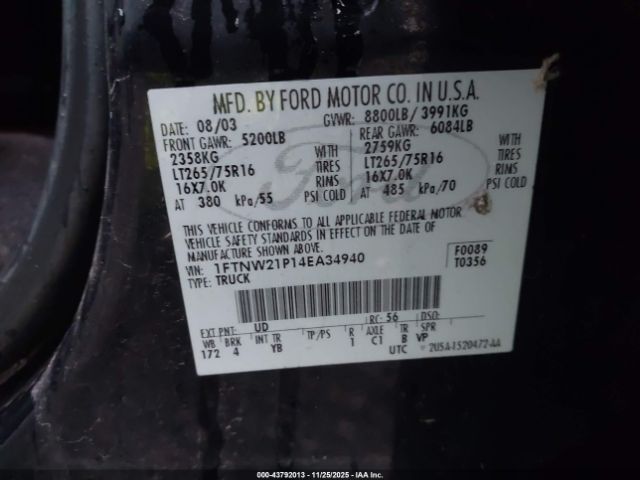 MFD. BY FORD MOTOR CO. IN U.S.A.
DATE: 08/03 GVWR: 8800LB/ 3991KG
FRONT GAWR: 5200LB REAR GAWR: 6084LB
2358KG WITH 2759KG WITH
LT265/75R16 TIRES LT265/75R16 TIRES
16X7.0K RIMS 16X7.0K RIMS
AT 380 kPa/55 PSI COLD AT 485 kPa/70 PSI COLD
THIS VEHICLE CONFORMS TO ALL APPLICABLE FEDERAL MOTOR
VEHICLE SAFETY STANDARDS IN EFFECT ON THE DATE OF
MANUFACTURE SHOWN ABOVE.
VIN: 1FTNW21P14EA34940 F0089
TYPE: TRUCK T0356
Ford
EXT PNT: UD RC: 56 DSO:
WB BRK INT TR TP/PS R AXLE TR SPR
172 4 YB 1 C1 B VP
UTC 2U5A-1520472-AA
000-43792013 - 11/25/2025 - IAAI.com